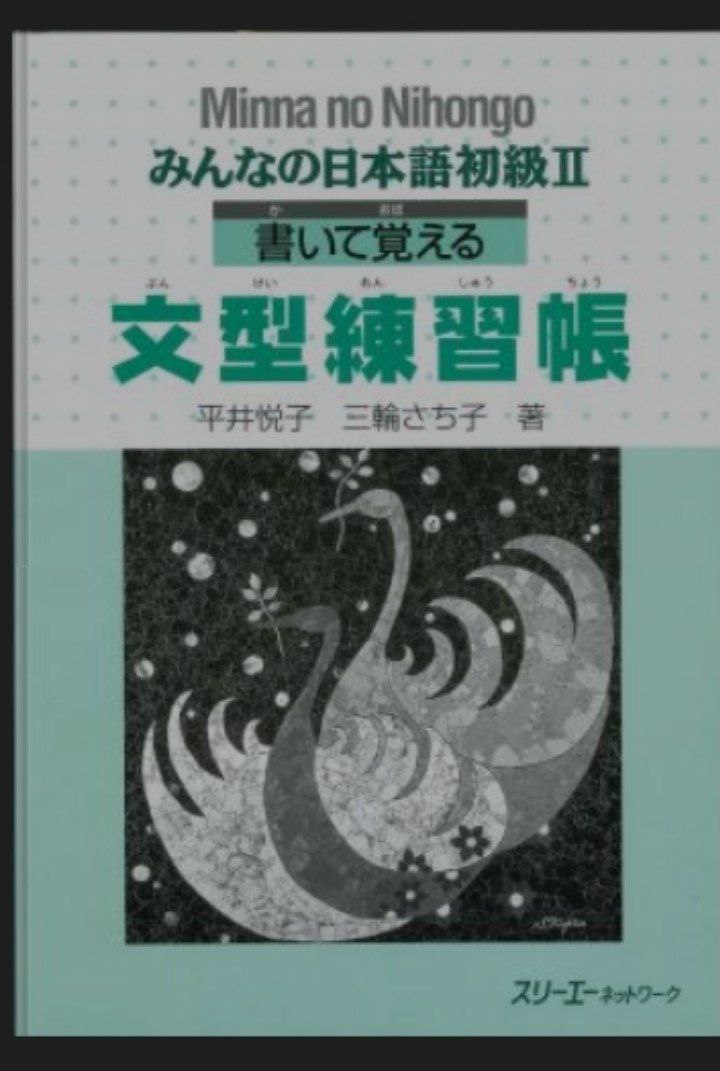 Minna no Nihongo
みんなの日本語初級Ⅱ
か おぼ
書いて覚える
ぶん けい れん しゅう ちょう
文型練習帳
平井悦子 三輪さち子 著
スリーエーネットワーク